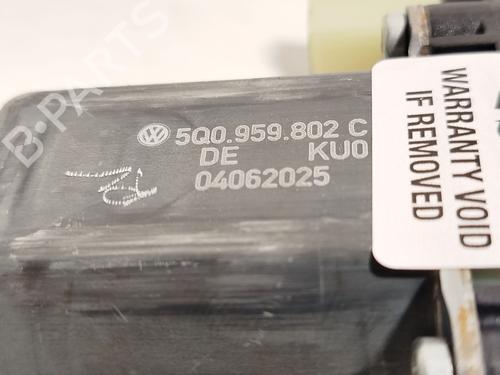 5Q0.959.802 C
DE KU0
04062025
WARRANTY VOID
IF REMOVED
B-PARTS